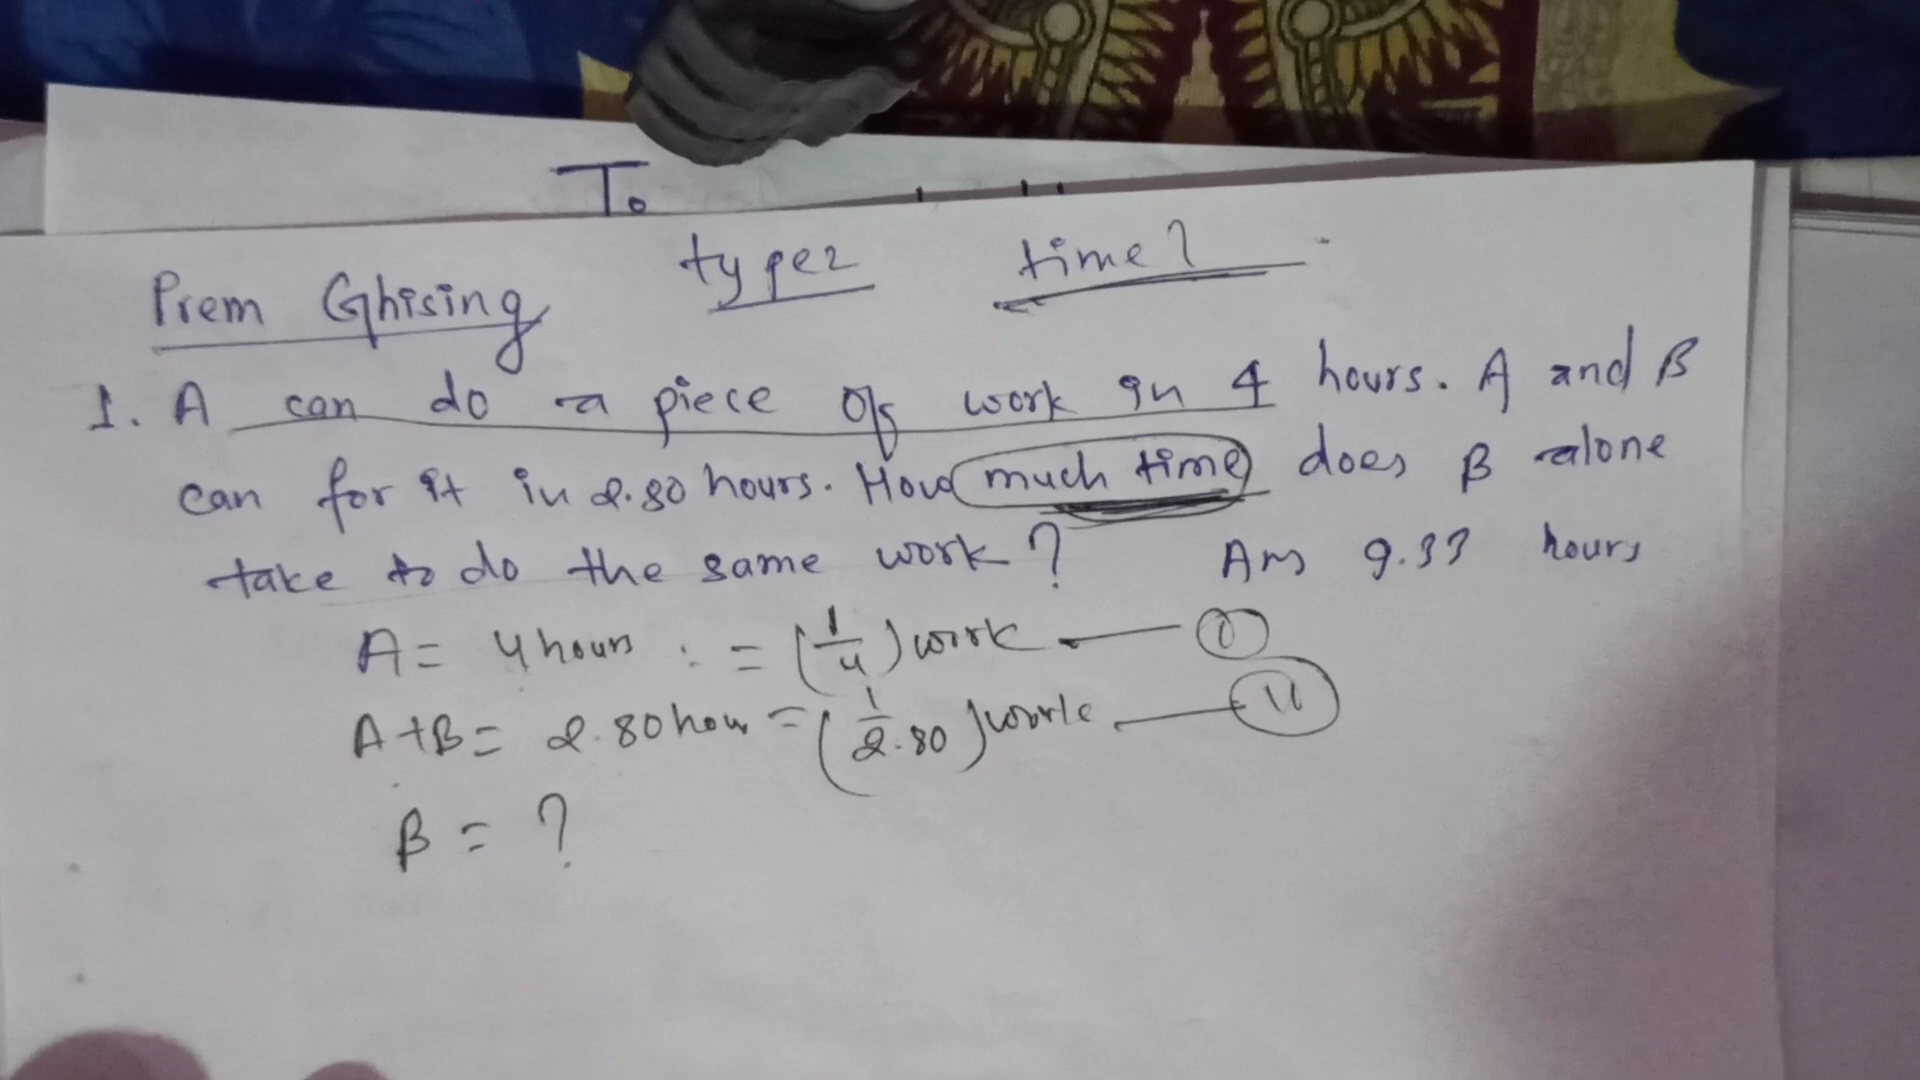 To
type2 time?
Prem Ghising
1. A can do a piece of work in 4 hours. A and B
can for it in 2.80 hours. How much time does B alone
take to do the same work? Ans 9.33 hours
A = 4 hours : = (1/4) work — (I)
A+B = 2.80 hour = (1/2.80) work — (II)
B = ?